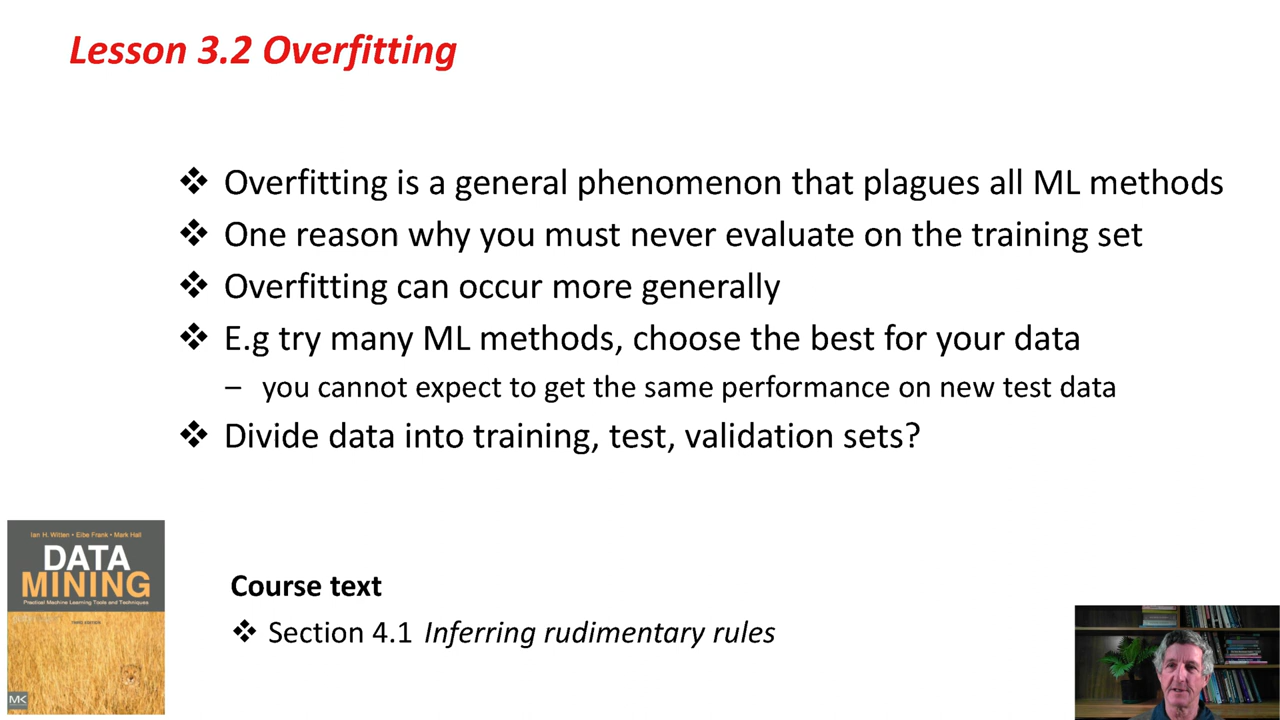 Lesson 3.2 Overfitting
❖ Overfitting is a general phenomenon that plagues all ML methods
❖ One reason why you must never evaluate on the training set
❖ Overfitting can occur more generally
❖ E.g try many ML methods, choose the best for your data
– you cannot expect to get the same performance on new test data
❖ Divide data into training, test, validation sets?
Ian H. Witten • Eibe Frank • Mark Hall
DATA
MINING
Practical Machine Learning Tools and Techniques
THIRD EDITION
MK
Course text
❖ Section 4.1 Inferring rudimentary rules